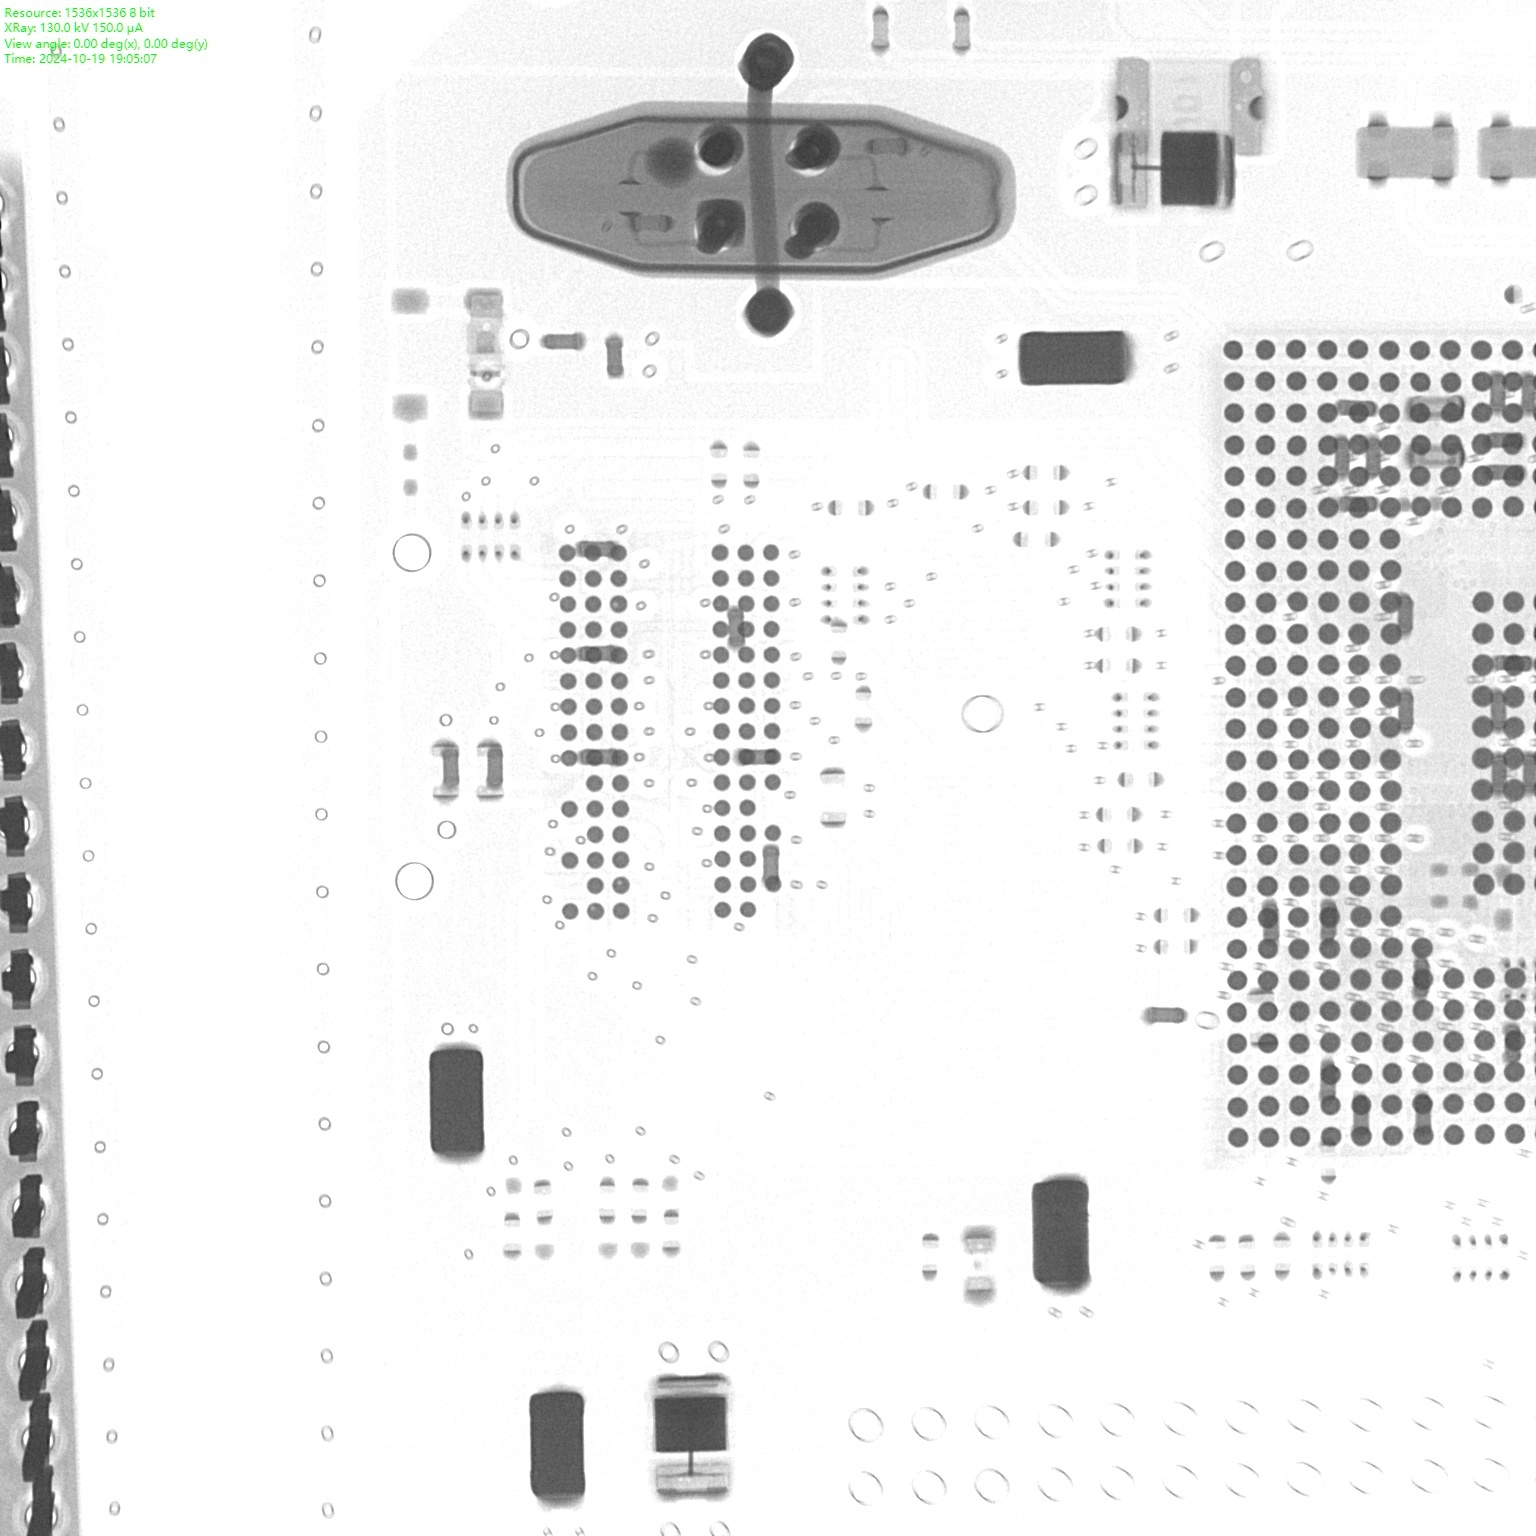 Resource: 1536x1536 8 bit
XRay: 130.0 kV 150.0 µA
View angle: 0.00 deg(x), 0.00 deg(y)
Time: 2024-10-19 19:05:07